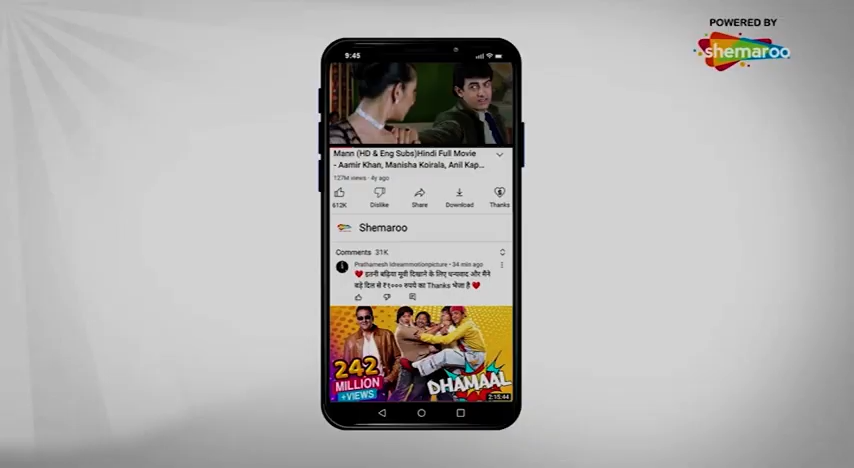 POWERED BY
shemaroo
9:45
Mann (HD & Eng Subs)Hindi Full Movie
- Aamir Khan, Manisha Koirala, Anil Kap...
127M views · 4y ago
612K
Dislike
Share
Download
Thanks
Shemaroo
Comments 31K
Prathamesh Idreammotionpicture • 34 min ago
❤️ इतनी बढ़िया मूवी दिखाने के लिए धन्यवाद और मैंने
बड़े दिल से ₹१००० रुपये का Thanks भेजा है ❤️
242
MILLION
+VIEWS
DHAMAAL
2:15:44